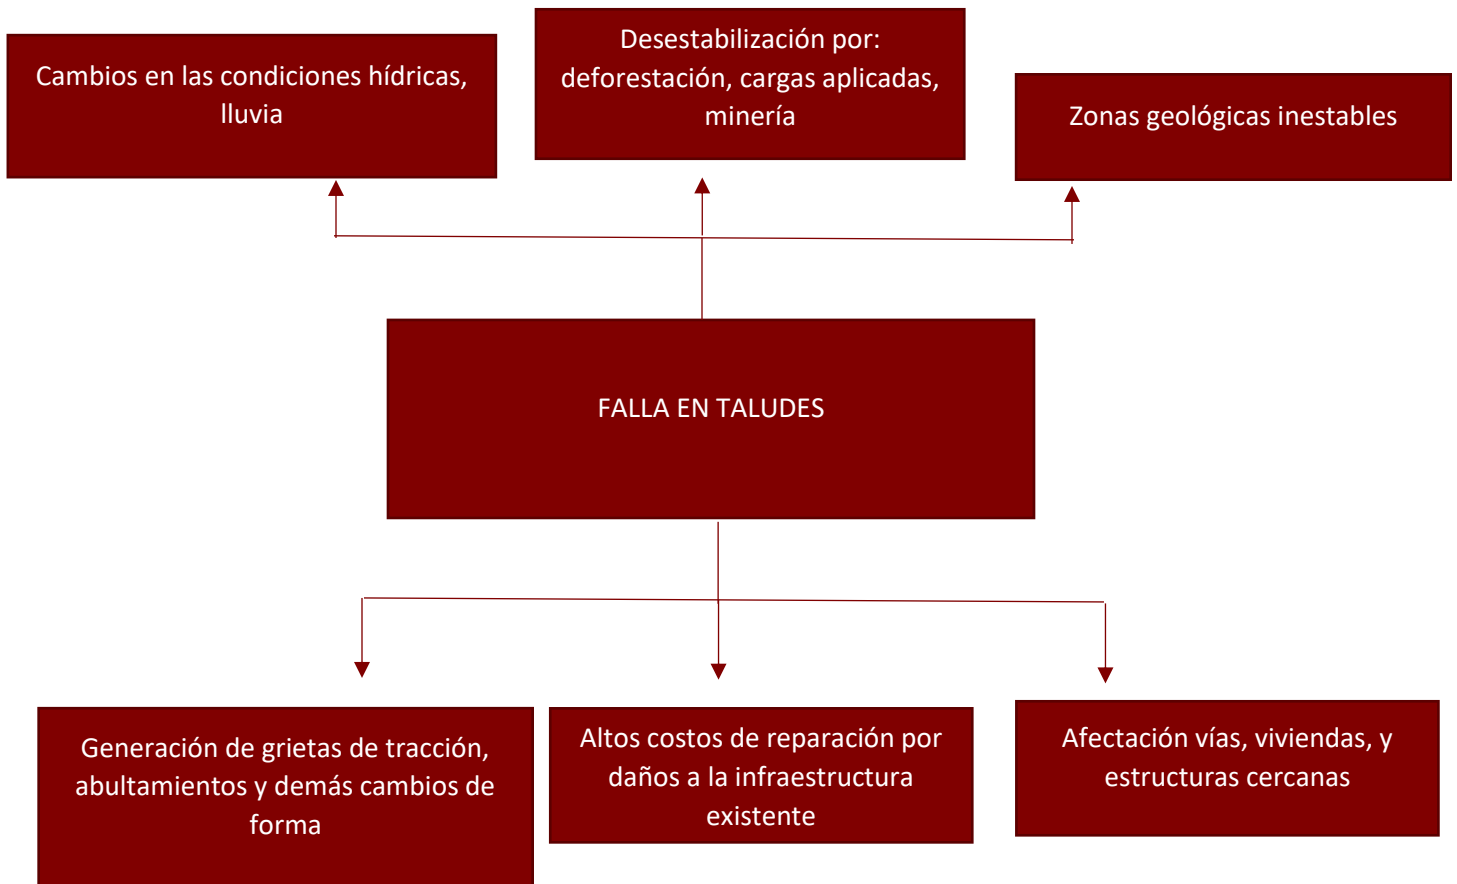 Cambios en las condiciones hídricas,
lluvia
Desestabilización por:
deforestación, cargas aplicadas,
minería
Zonas geológicas inestables
FALLA EN TALUDES
Generación de grietas de tracción,
abultamientos y demás cambios de
forma
Altos costos de reparación por
daños a la infraestructura
existente
Afectación vías, viviendas, y
estructuras cercanas